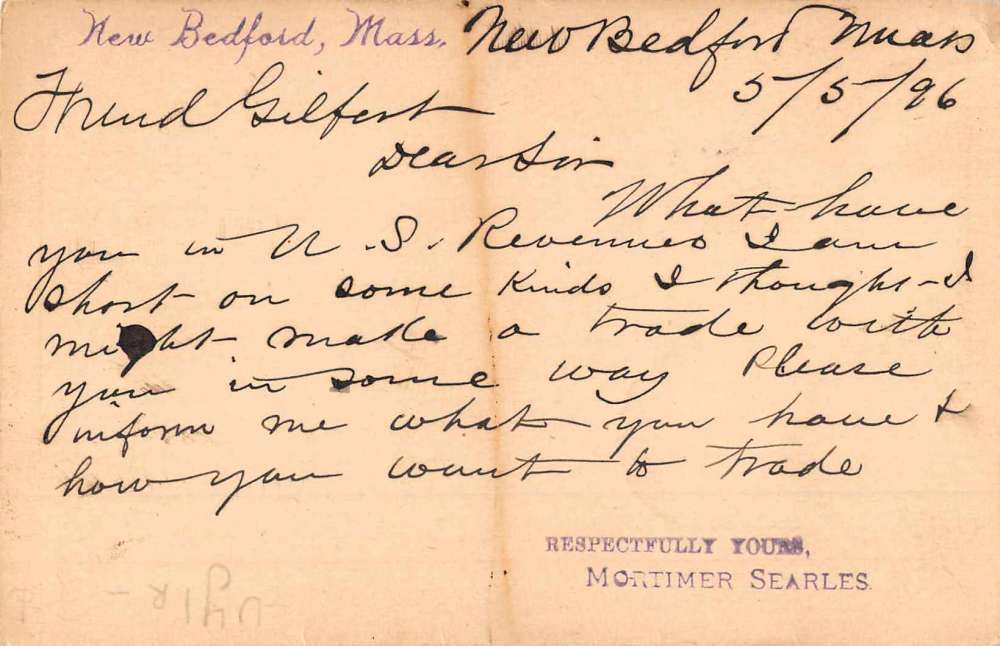 New Bedford, Mass. New Bedford Mass
5/5/96
Friend Gilfert
Dear Sir
What have
you in U.S. Revenues I am
short on some kinds I thought I
might make a trade with
you in some way Please
inform me what you have &
how you want to trade
RESPECTFULLY YOURS,
MORTIMER SEARLES.